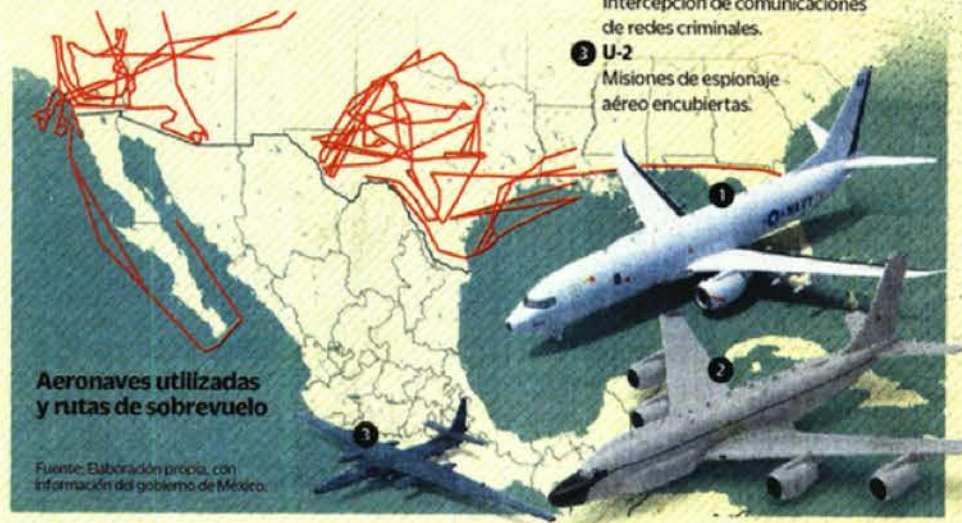 Intercepción de comunicaciones
de redes criminales.
3 U-2
Misiones de espionaje
aéreo encubiertas.
1
NAVY
2
Aeronaves utilizadas
y rutas de sobrevuelo
3
Fuente: Elaboración propia, con
información del gobierno de México.